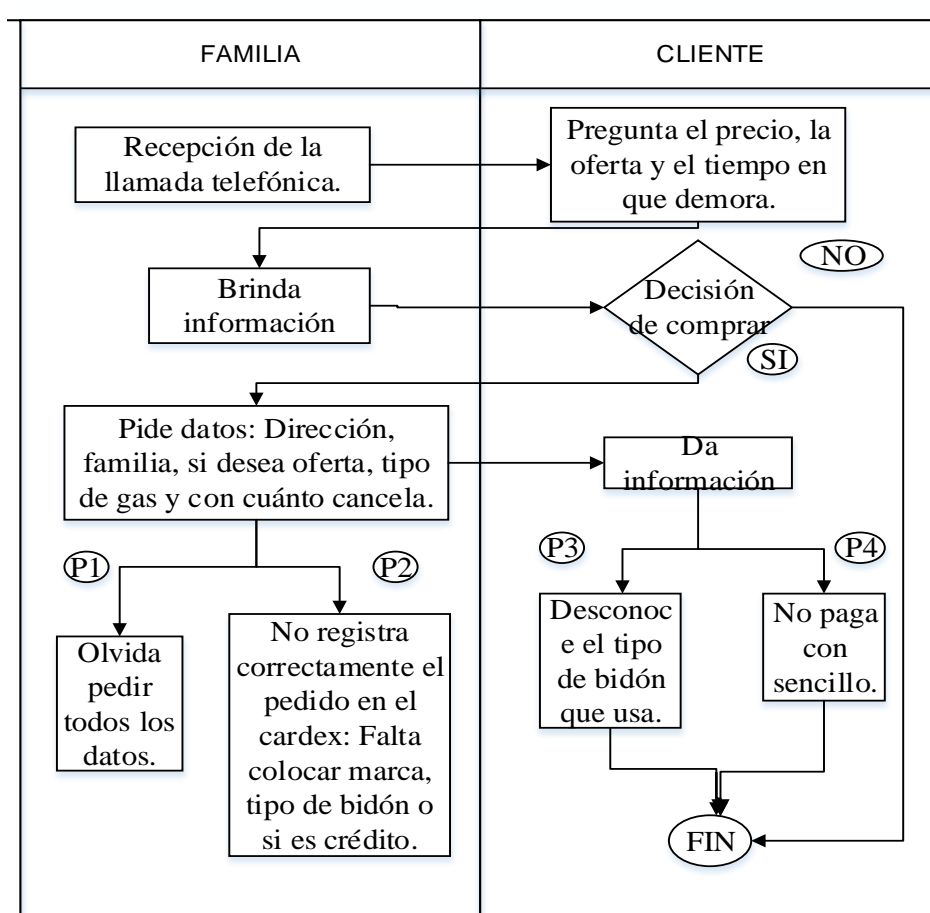 FAMILIA
CLIENTE
Recepción de la
llamada telefónica.
Pregunta el precio, la
oferta y el tiempo en
que demora.
NO
Brinda
información
Decisión
de comprar
SI
Pide datos: Dirección,
familia, si desea oferta, tipo
de gas y con cuánto cancela.
Da
información
P1
P2
P3
P4
Olvida
pedir
todos los
datos.
No registra
correctamente el
pedido en el
cardex: Falta
colocar marca,
tipo de bidón o
si es crédito.
Desconoc
e el tipo
de bidón
que usa.
No paga
con
sencillo.
FIN